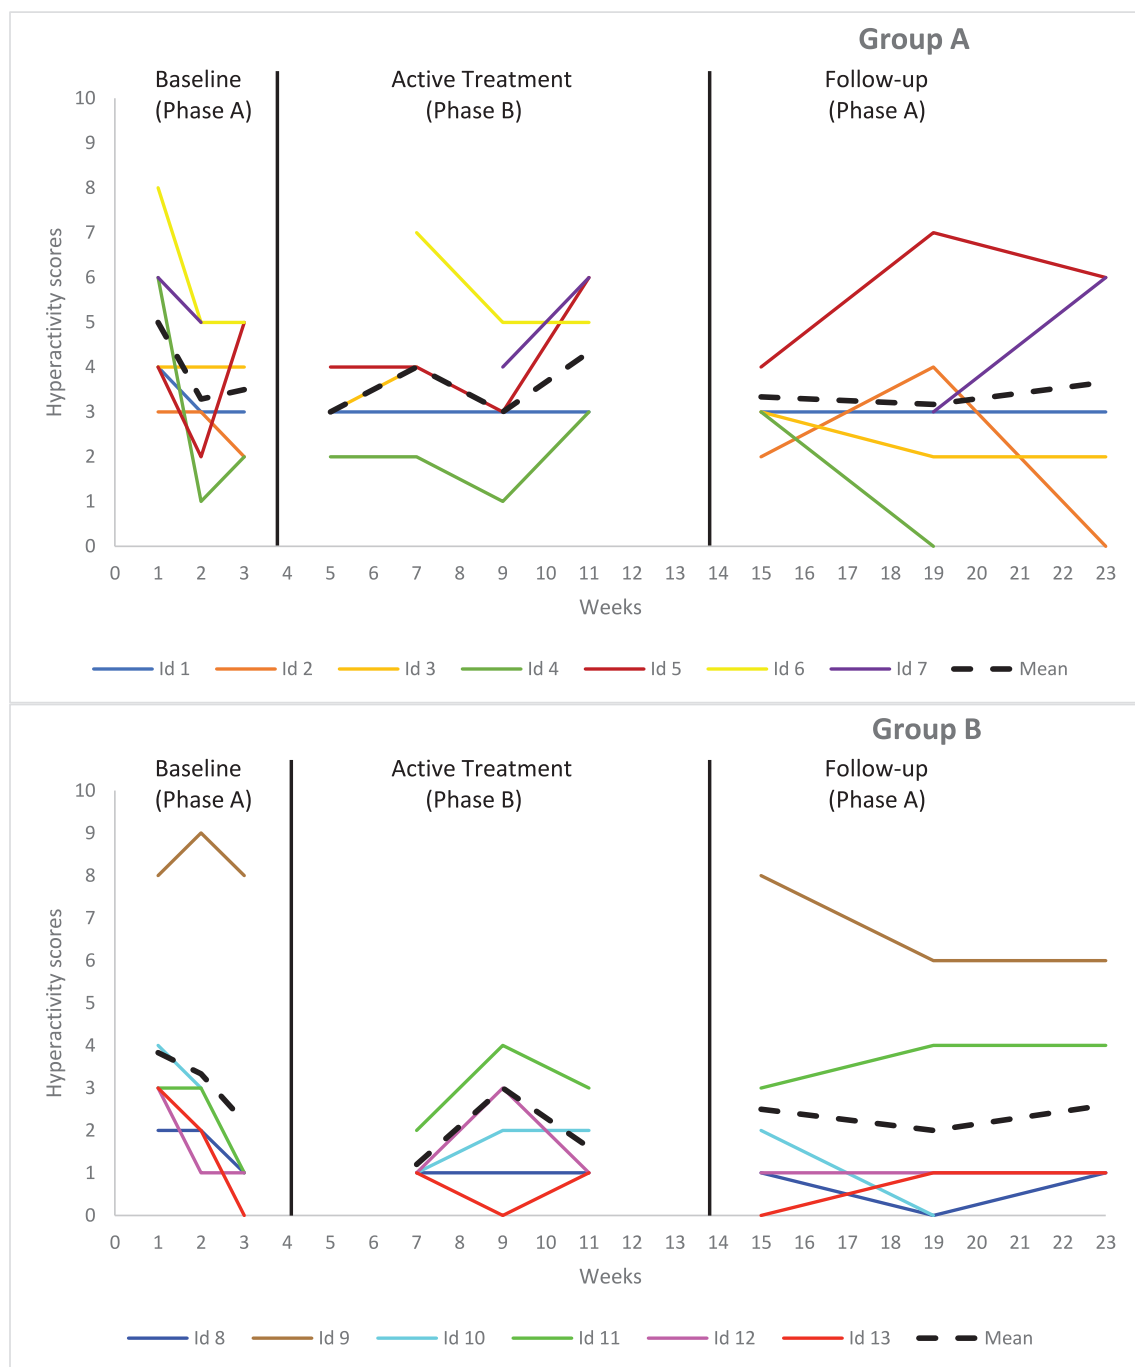 Group A
Baseline
(Phase A)
Active Treatment
(Phase B)
Follow-up
(Phase A)
Hyperactivity scores
10
9
8
7
6
5
4
3
2
1
0
0 1 2 3 4 5 6 7 8 9 10 11 12 13 14 15 16 17 18 19 20 21 22 23
Weeks
Id 1 Id 2 Id 3 Id 4 Id 5 Id 6 Id 7 Mean
Group B
Baseline
(Phase A)
Active Treatment
(Phase B)
Follow-up
(Phase A)
Hyperactivity scores
10
9
8
7
6
5
4
3
2
1
0
0 1 2 3 4 5 6 7 8 9 10 11 12 13 14 15 16 17 18 19 20 21 22 23
Weeks
Id 8 Id 9 Id 10 Id 11 Id 12 Id 13 Mean